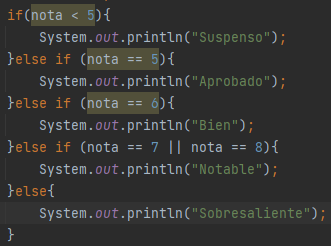 if(nota < 5){
    System.out.println("Suspenso");
}else if (nota == 5){
    System.out.println("Aprobado");
}else if (nota == 6){
    System.out.println("Bien");
}else if (nota == 7 || nota == 8){
    System.out.println("Notable");
}else{
    System.out.println("Sobresaliente");
}